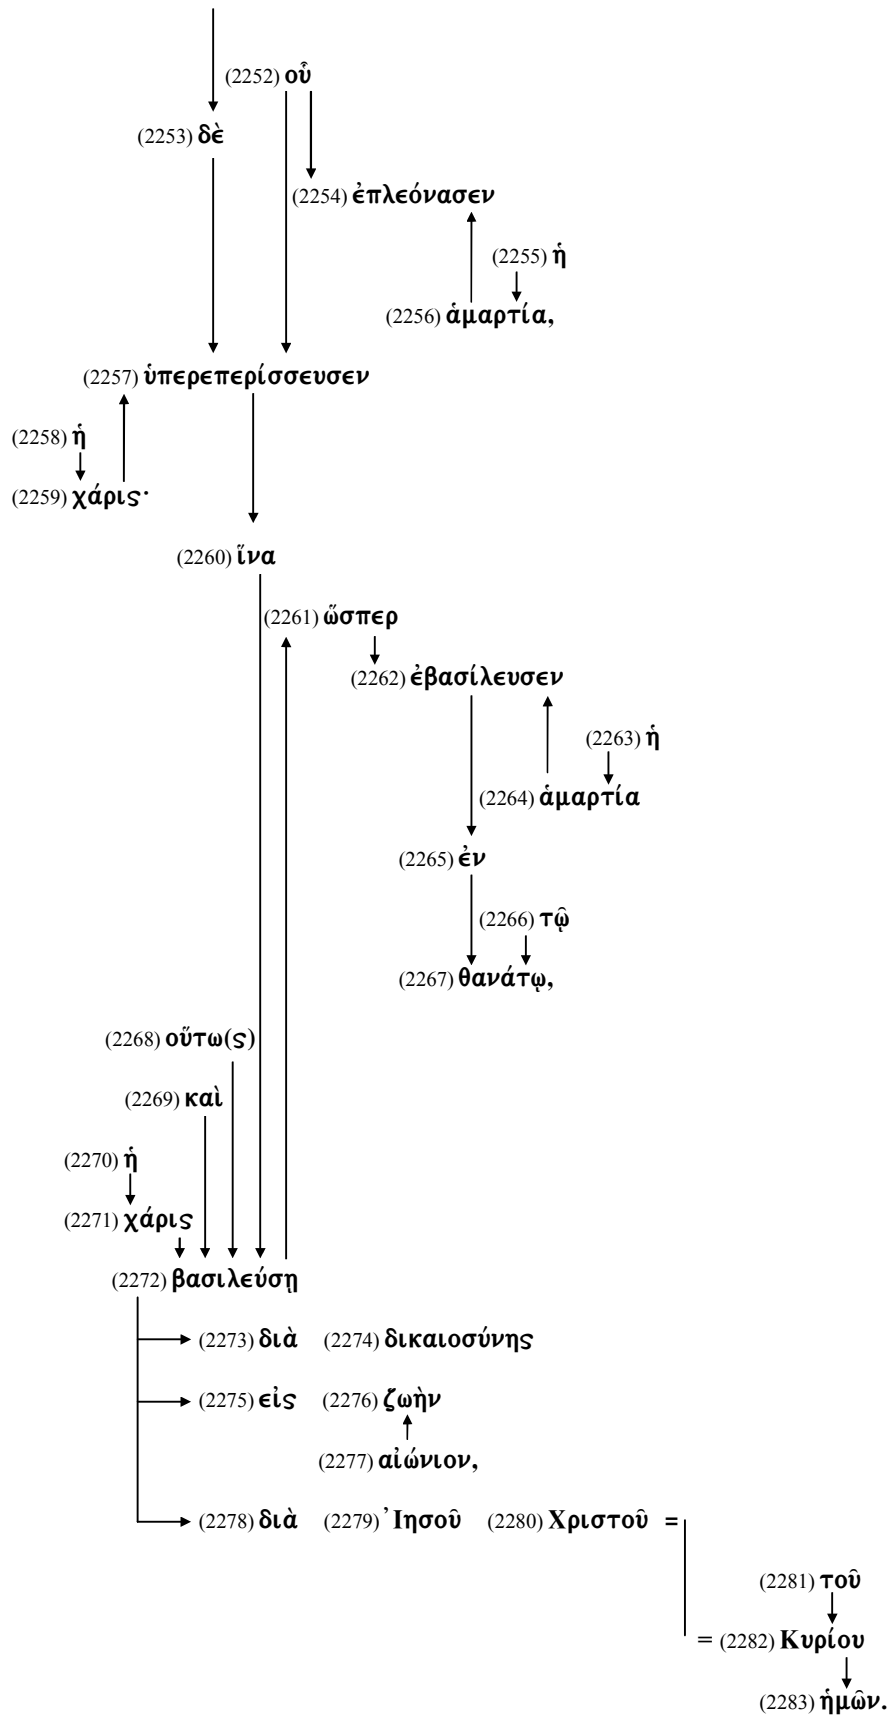 (2252) οὗ
(2253) δὲ
(2254) ἐπλεόνασεν
(2255) ἡ
(2256) ἁμαρτία,
(2257) ὑπερεπερίσσευσεν
(2258) ἡ
(2259) χάρις·
(2260) ἵνα
(2261) ὥσπερ
(2262) ἐβασίλευσεν
(2263) ἡ
(2264) ἁμαρτία
(2265) ἐν
(2266) τῷ
(2267) θανάτῳ,
(2268) οὕτω(ς)
(2269) καὶ
(2270) ἡ
(2271) χάρις
(2272) βασιλεύσῃ
(2273) διὰ (2274) δικαιοσύνης
(2275) εἰς (2276) ζωὴν
(2277) αἰώνιον,
(2278) διὰ (2279) Ἰησοῦ (2280) Χριστοῦ =
(2281) τοῦ
= (2282) Κυρίου
(2283) ἡμῶν.